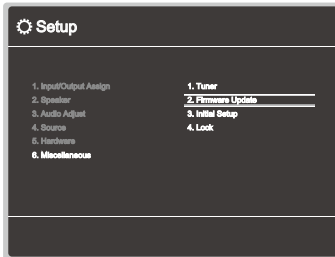 Setup
1. Input/Output Assign
2. Speaker
3. Audio Adjust
4. Source
5. Hardware
6. Miscellaneous
1. Tuner
2. Firmware Update
3. Initial Setup
4. Lock